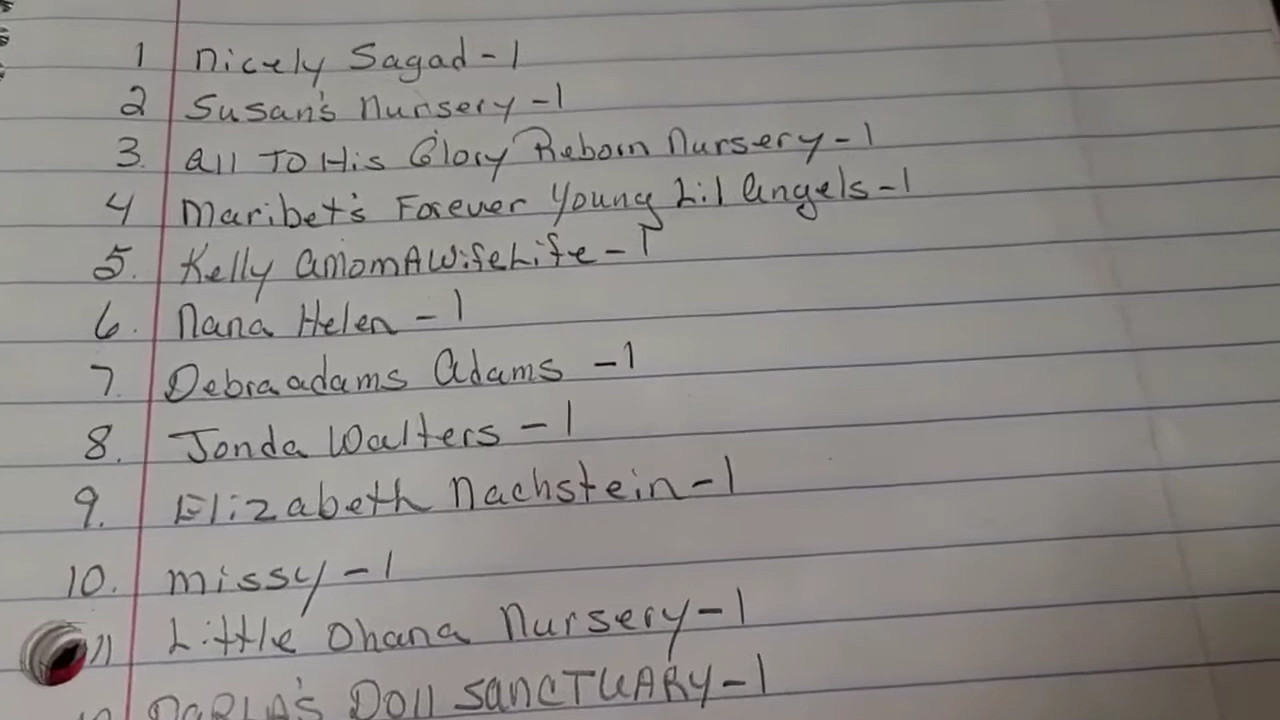 1 Nicely Sagad - 1
2 Susan's Nursery - 1
3. All To His Glory Reborn Nursery - 1
4 Maribet's Forever Young Lil Angels - 1
5. Kelly AMomAWifeLife - 1
6. Nana Helen - 1
7. Debraadams Adams - 1
8. Jonda Walters - 1
9. Elizabeth Nachstein - 1
10. Missy - 1
11 Little Ohana Nursery - 1
DARLA'S Doll SANCTUARY - 1